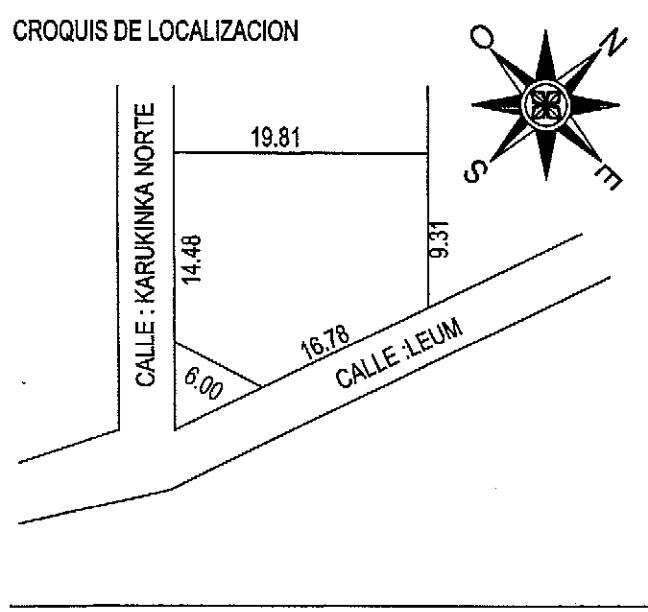 CROQUIS DE LOCALIZACION
O
N
S
E
19.81
CALLE : KARUKINKA NORTE
14.48
9.31
16.78
6.00
CALLE :LEUM